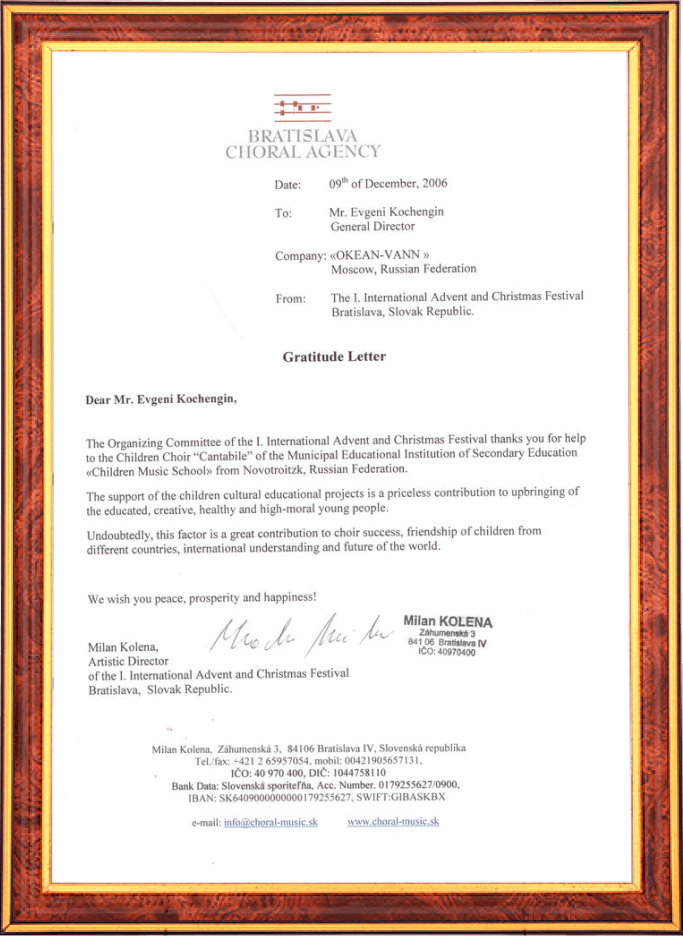 BRATISLAVA
CHORAL AGENCY
Date: 09th of December, 2006
To: Mr. Evgeni Kochengin
General Director
Company: «OKEAN-VANN »
Moscow, Russian Federation
From: The I. International Advent and Christmas Festival
Bratislava, Slovak Republic.
Gratitude Letter
Dear Mr. Evgeni Kochengin,
The Organizing Committee of the I. International Advent and Christmas Festival thanks you for help
to the Children Choir “Cantabile” of the Municipal Educational Institution of Secondary Education
«Children Music School» from Novotroitzk, Russian Federation.
The support of the children cultural educational projects is a priceless contribution to upbringing of
the educated, creative, healthy and high-moral young people.
Undoubtedly, this factor is a great contribution to choir success, friendship of children from
different countries, international understanding and future of the world.
We wish you peace, prosperity and happiness!
Milan KOLENA
Záhumenská 3
841 06 Bratislava IV
IČO: 40970400
Milan Kolena,
Artistic Director
of the I. International Advent and Christmas Festival
Bratislava, Slovak Republic.
Milan Kolena, Záhumenská 3, 84106 Bratislava IV, Slovenská republika
Tel./fax: +421 2 65957054, mobil: 00421905657131,
IČO: 40 970 400, DIČ: 1044758110
Bank Data: Slovenská sporiteľňa, Acc. Number. 0179255627/0900,
IBAN: SK6409000000000179255627, SWIFT:GIBASKBX
e-mail: info@choral-music.sk www.choral-music.sk